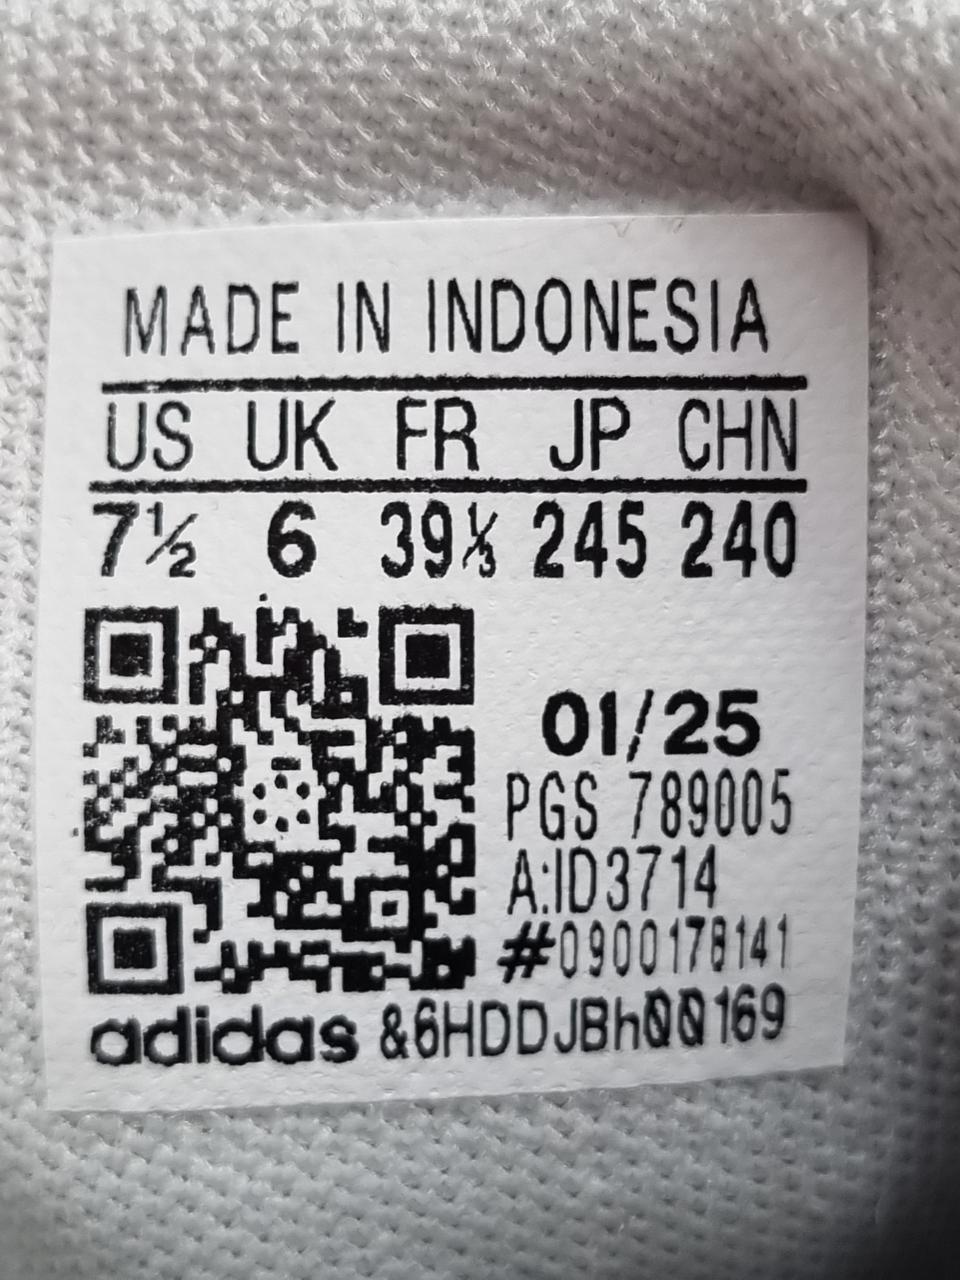 MADE IN INDONESIA
US UK FR JP CHN
7½ 6 39⅓ 245 240
01/25
PGS 789005
A:ID3714
#0900178141
adidas &6HDDJBh00169